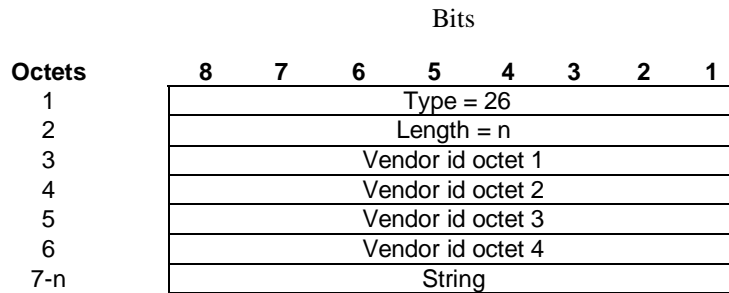 Bits
Octets 8 7 6 5 4 3 2 1
1 Type = 26
2 Length = n
3 Vendor id octet 1
4 Vendor id octet 2
5 Vendor id octet 3
6 Vendor id octet 4
7-n String